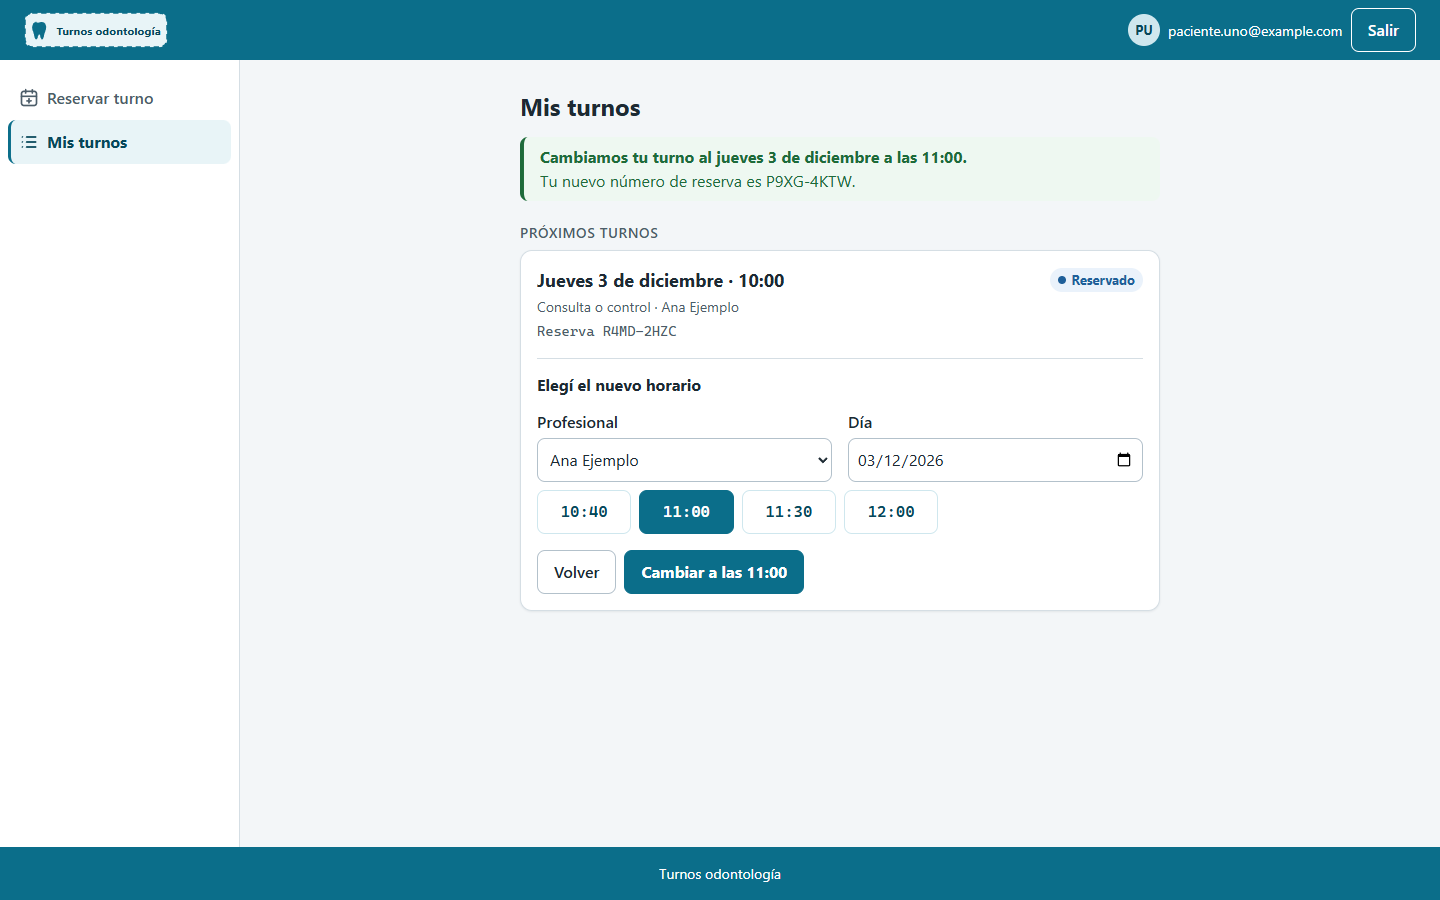 Turnos odontología
PU
paciente.uno@example.com
Salir
Reservar turno
Mis turnos
Mis turnos
Cambiamos tu turno al jueves 3 de diciembre a las 11:00.
Tu nuevo número de reserva es P9XG-4KTW.
PRÓXIMOS TURNOS
Jueves 3 de diciembre · 10:00
Reservado
Consulta o control · Ana Ejemplo
Reserva R4MD-2HZC
Elegí el nuevo horario
Profesional
Día
Ana Ejemplo
03/12/2026
10:40
11:00
11:30
12:00
Volver
Cambiar a las 11:00
Turnos odontología